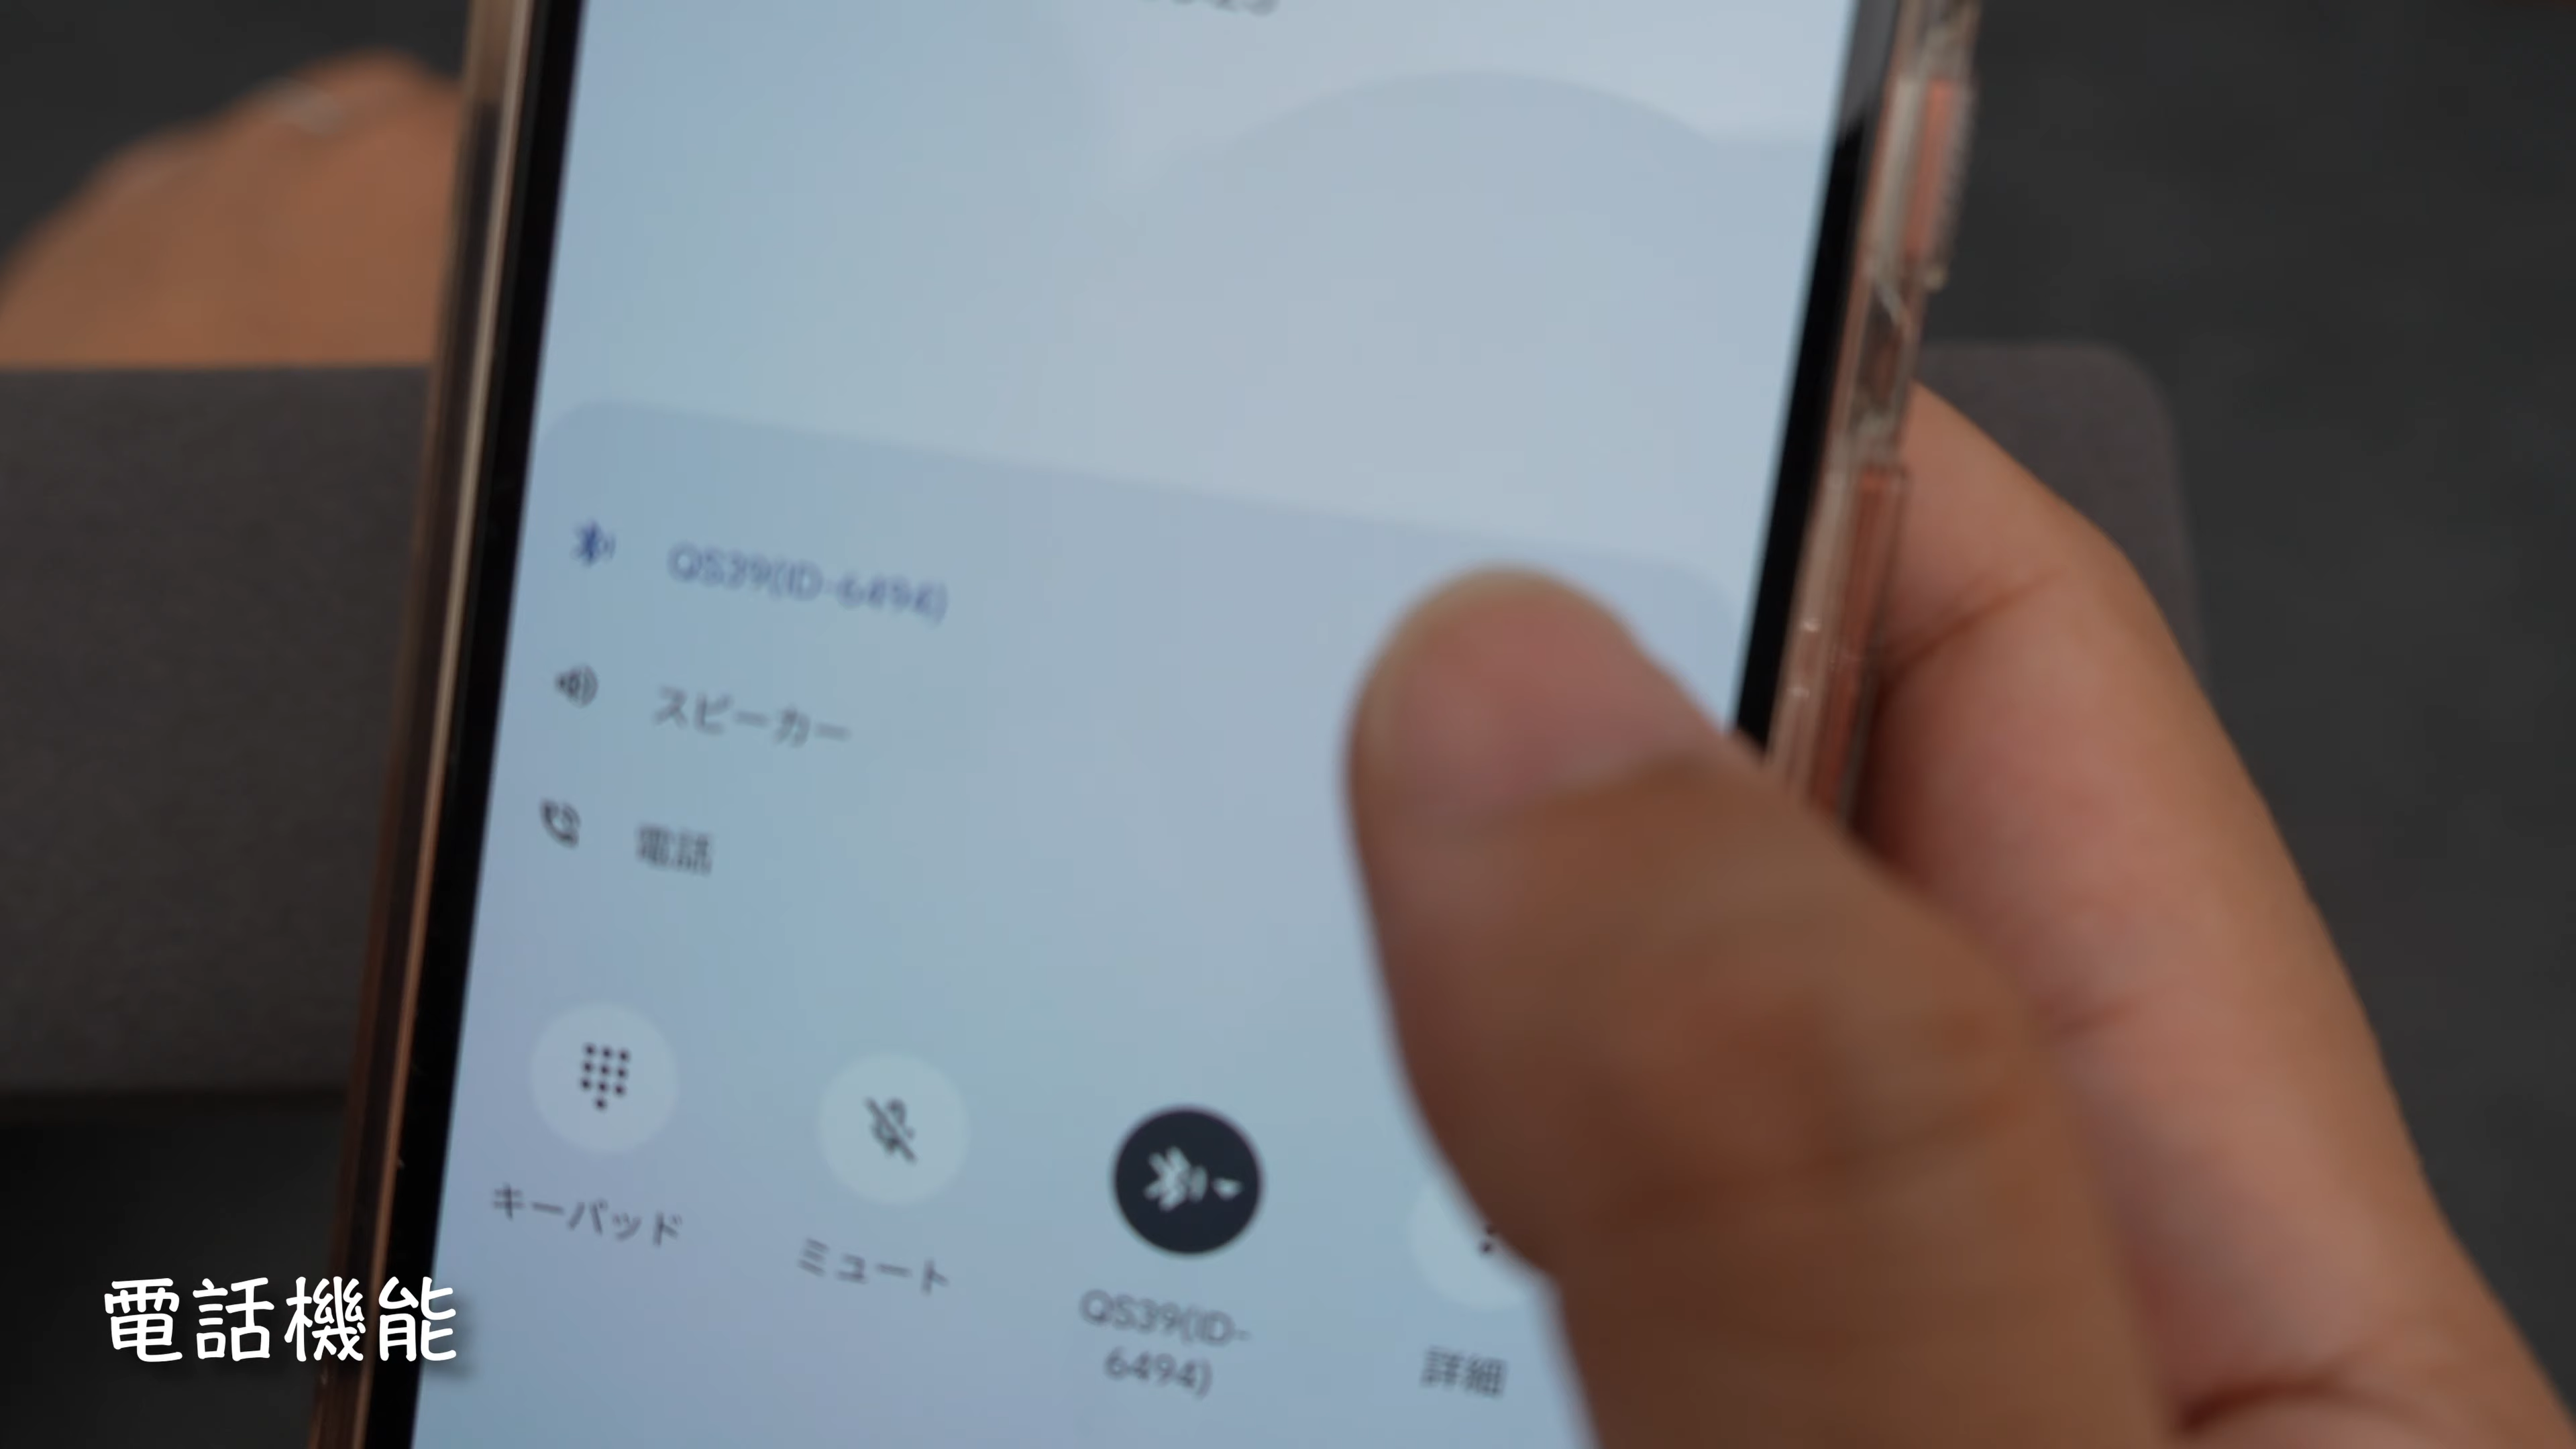 QS39(ID-6494)
スピーカー
電話
キーパッド
ミュート
QS39(ID-
6494)
詳細
電話機能